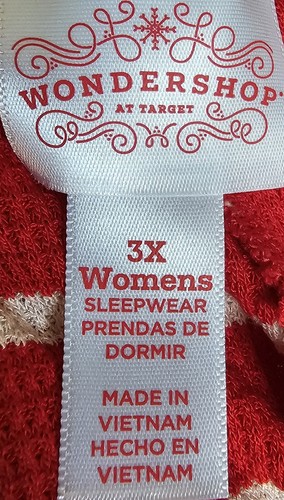 WONDERSHOP
AT TARGET
3X
Womens
SLEEPWEAR
PRENDAS DE
DORMIR
MADE IN
VIETNAM
HECHO EN
VIETNAM